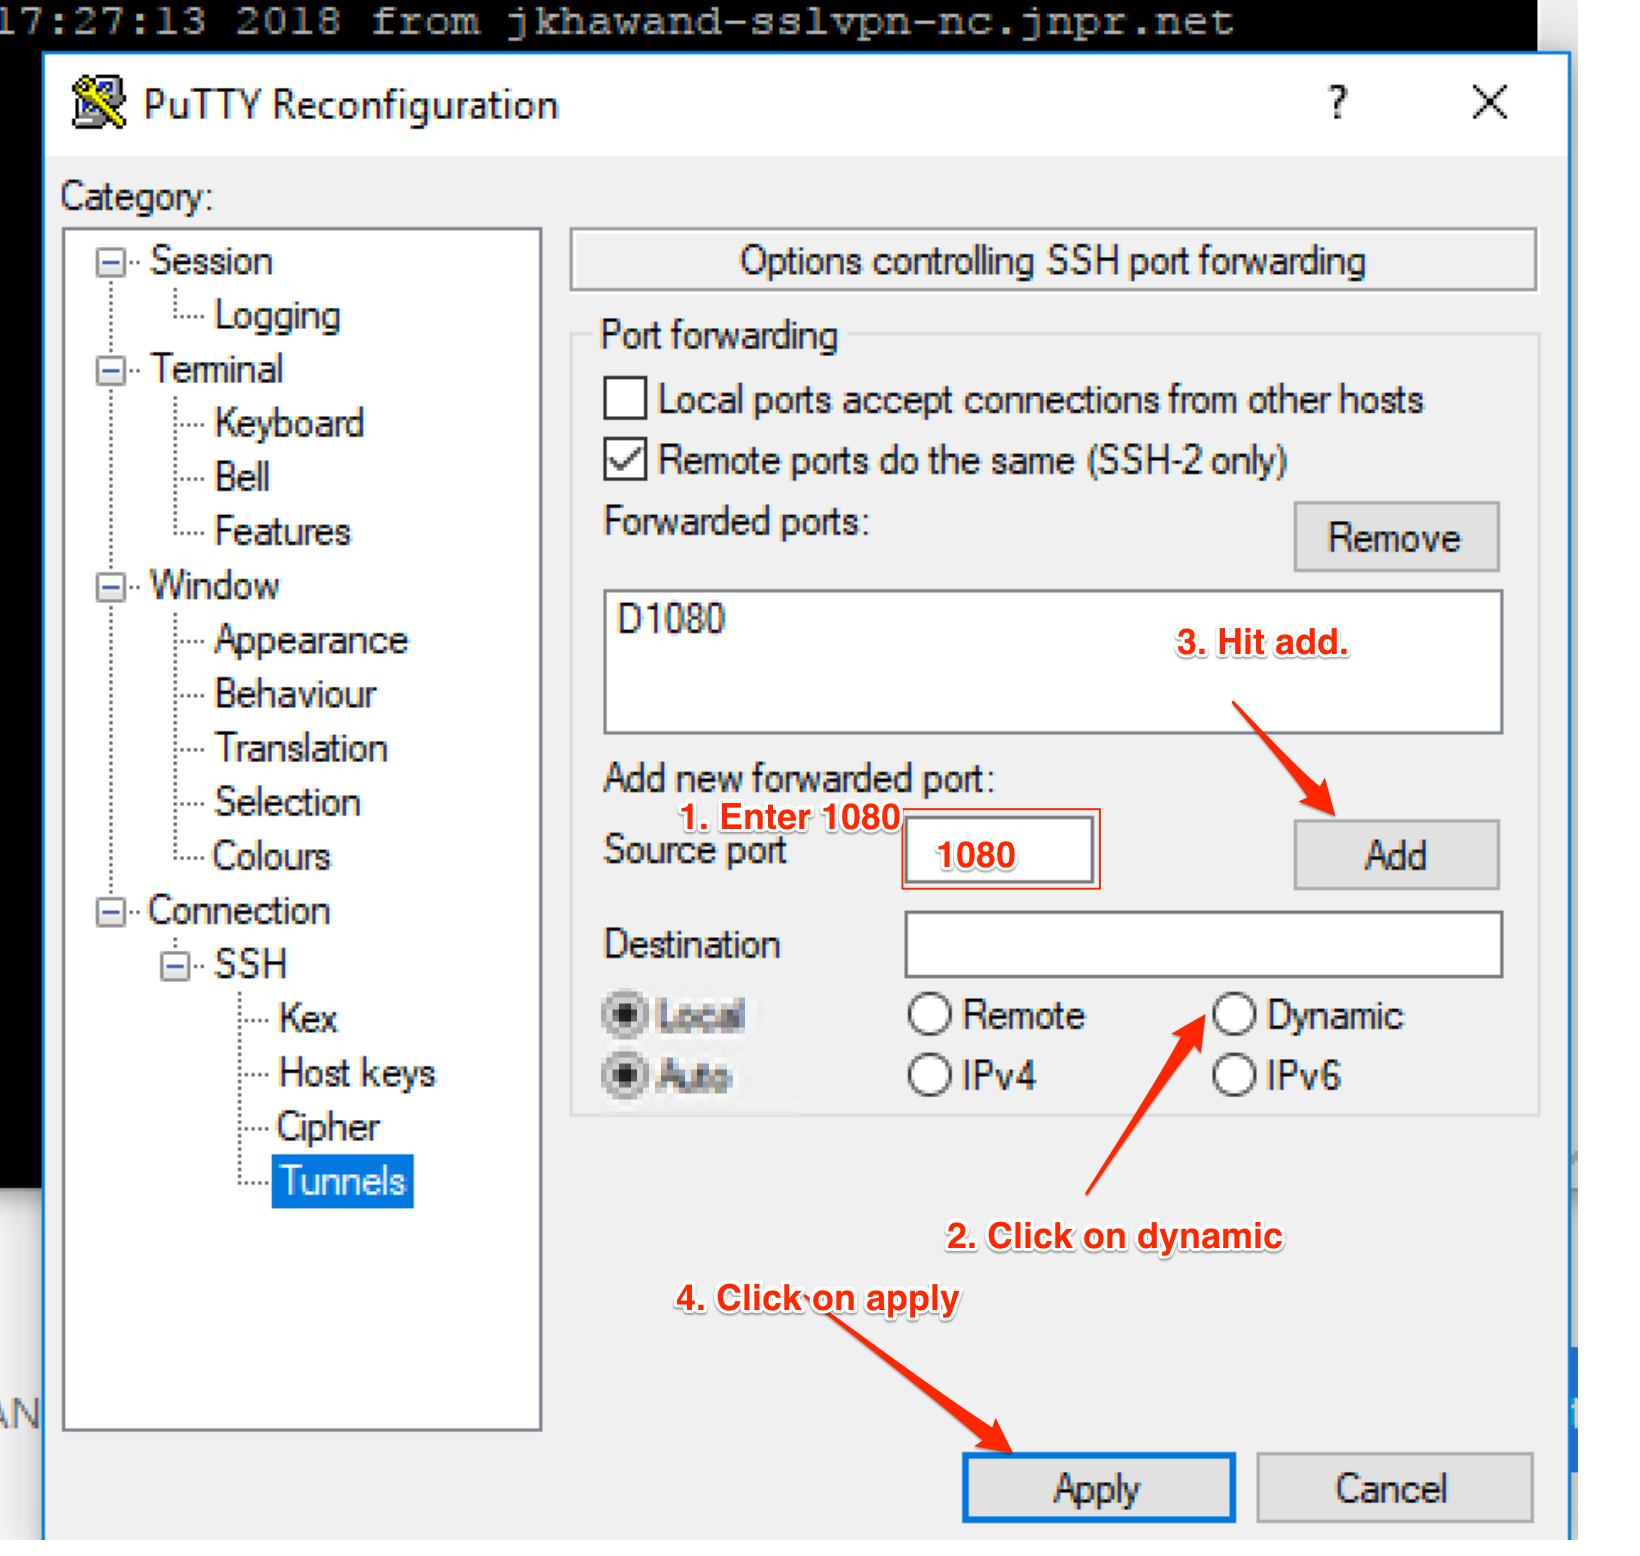 17:27:13 2018 from jkhawand-sslvpn-nc.jnpr.net
PuTTY Reconfiguration
?
Category:
Session
Logging
Terminal
Keyboard
Bell
Features
Window
Appearance
Behaviour
Translation
Selection
Colours
Connection
SSH
Kex
Host keys
Cipher
Tunnels
Options controlling SSH port forwarding
Port forwarding
Local ports accept connections from other hosts
Remote ports do the same (SSH-2 only)
Forwarded ports:
Remove
D1080
3. Hit add.
Add new forwarded port:
1. Enter 1080
Source port
1080
Add
Destination
Local
Remote
Dynamic
Auto
IPv4
IPv6
2. Click on dynamic
4. Click on apply
Apply
Cancel